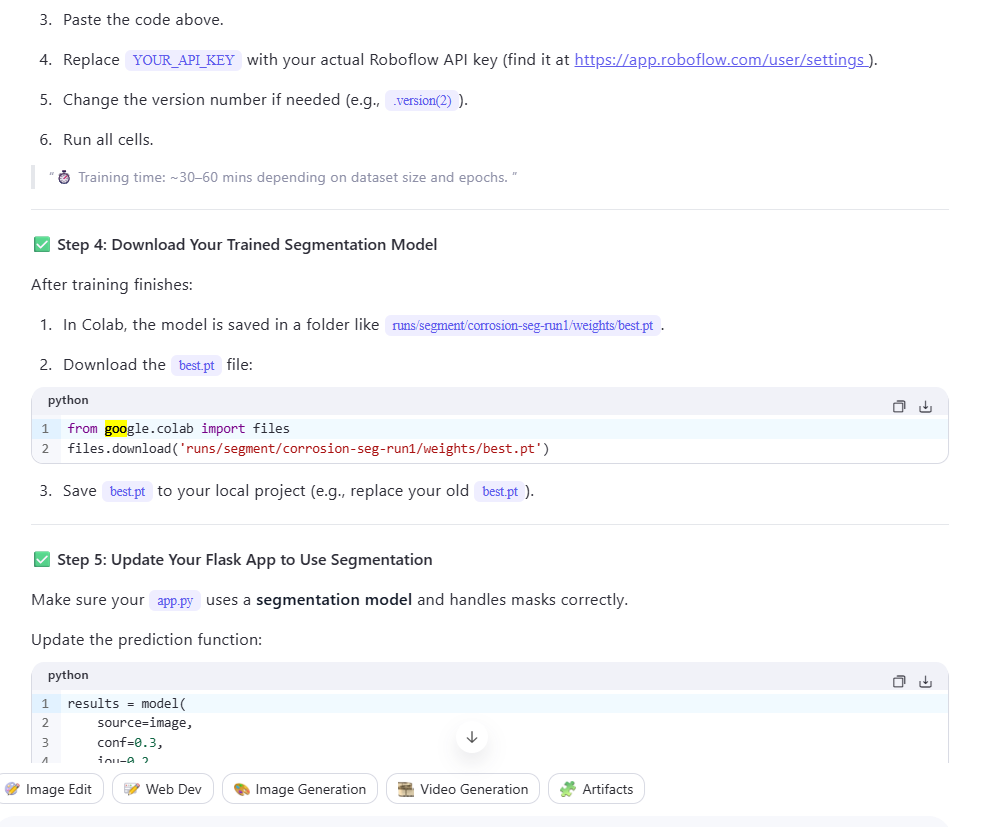 3. Paste the code above.
4. Replace YOUR_API_KEY with your actual Roboflow API key (find it at https://app.roboflow.com/user/settings ).
5. Change the version number if needed (e.g., .version(2) ).
6. Run all cells.
“ ⏱ Training time: ~30–60 mins depending on dataset size and epochs. ”
✅ Step 4: Download Your Trained Segmentation Model
After training finishes:
1. In Colab, the model is saved in a folder like runs/segment/corrosion-seg-run1/weights/best.pt .
2. Download the best.pt file:
python
1 from google.colab import files
2 files.download('runs/segment/corrosion-seg-run1/weights/best.pt')
3. Save best.pt to your local project (e.g., replace your old best.pt ).
✅ Step 5: Update Your Flask App to Use Segmentation
Make sure your app.py uses a segmentation model and handles masks correctly.
Update the prediction function:
python
1 results = model(
2 source=image,
3 conf=0.3,
4 iou=0.2
Image Edit Web Dev Image Generation Video Generation Artifacts